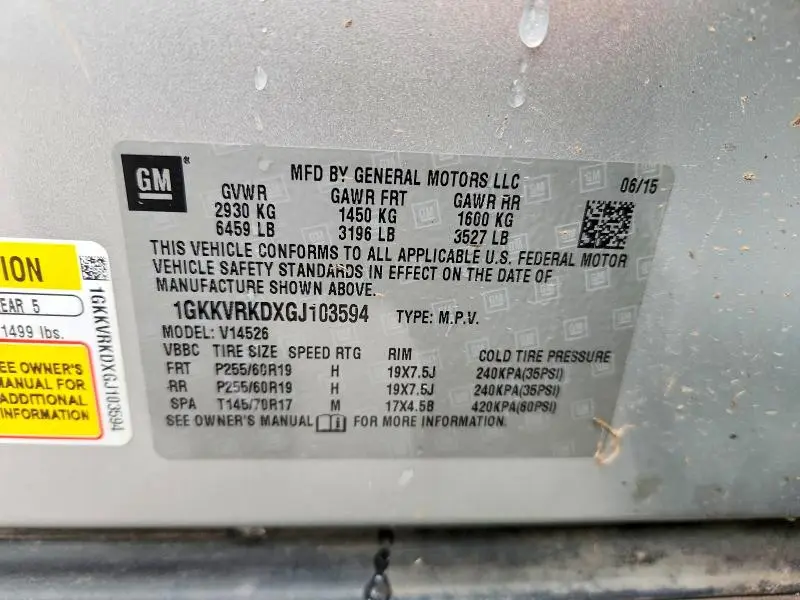 GM
®
MFD BY GENERAL MOTORS LLC
06/15
GVWR GAWR FRT GAWR RR
2930 KG 1450 KG 1600 KG
6459 LB 3196 LB 3527 LB
THIS VEHICLE CONFORMS TO ALL APPLICABLE U.S. FEDERAL MOTOR
VEHICLE SAFETY STANDARDS IN EFFECT ON THE DATE OF
MANUFACTURE SHOWN ABOVE.
1GKKVRKDXGJ103594 TYPE: M.P.V.
MODEL: V14526
VBBC TIRE SIZE SPEED RTG RIM COLD TIRE PRESSURE
FRT P255/60R19 H 19X7.5J 240KPA(35PSI)
RR P255/60R19 H 19X7.5J 240KPA(35PSI)
SPA T145/70R17 M 17X4.5B 420KPA(60PSI)
SEE OWNER'S MANUAL FOR MORE INFORMATION.
ION
EAR 5
1499 lbs.
EE OWNER'S
MANUAL FOR
ADDITIONAL
INFORMATION
1GKKVRKDXGJ103594